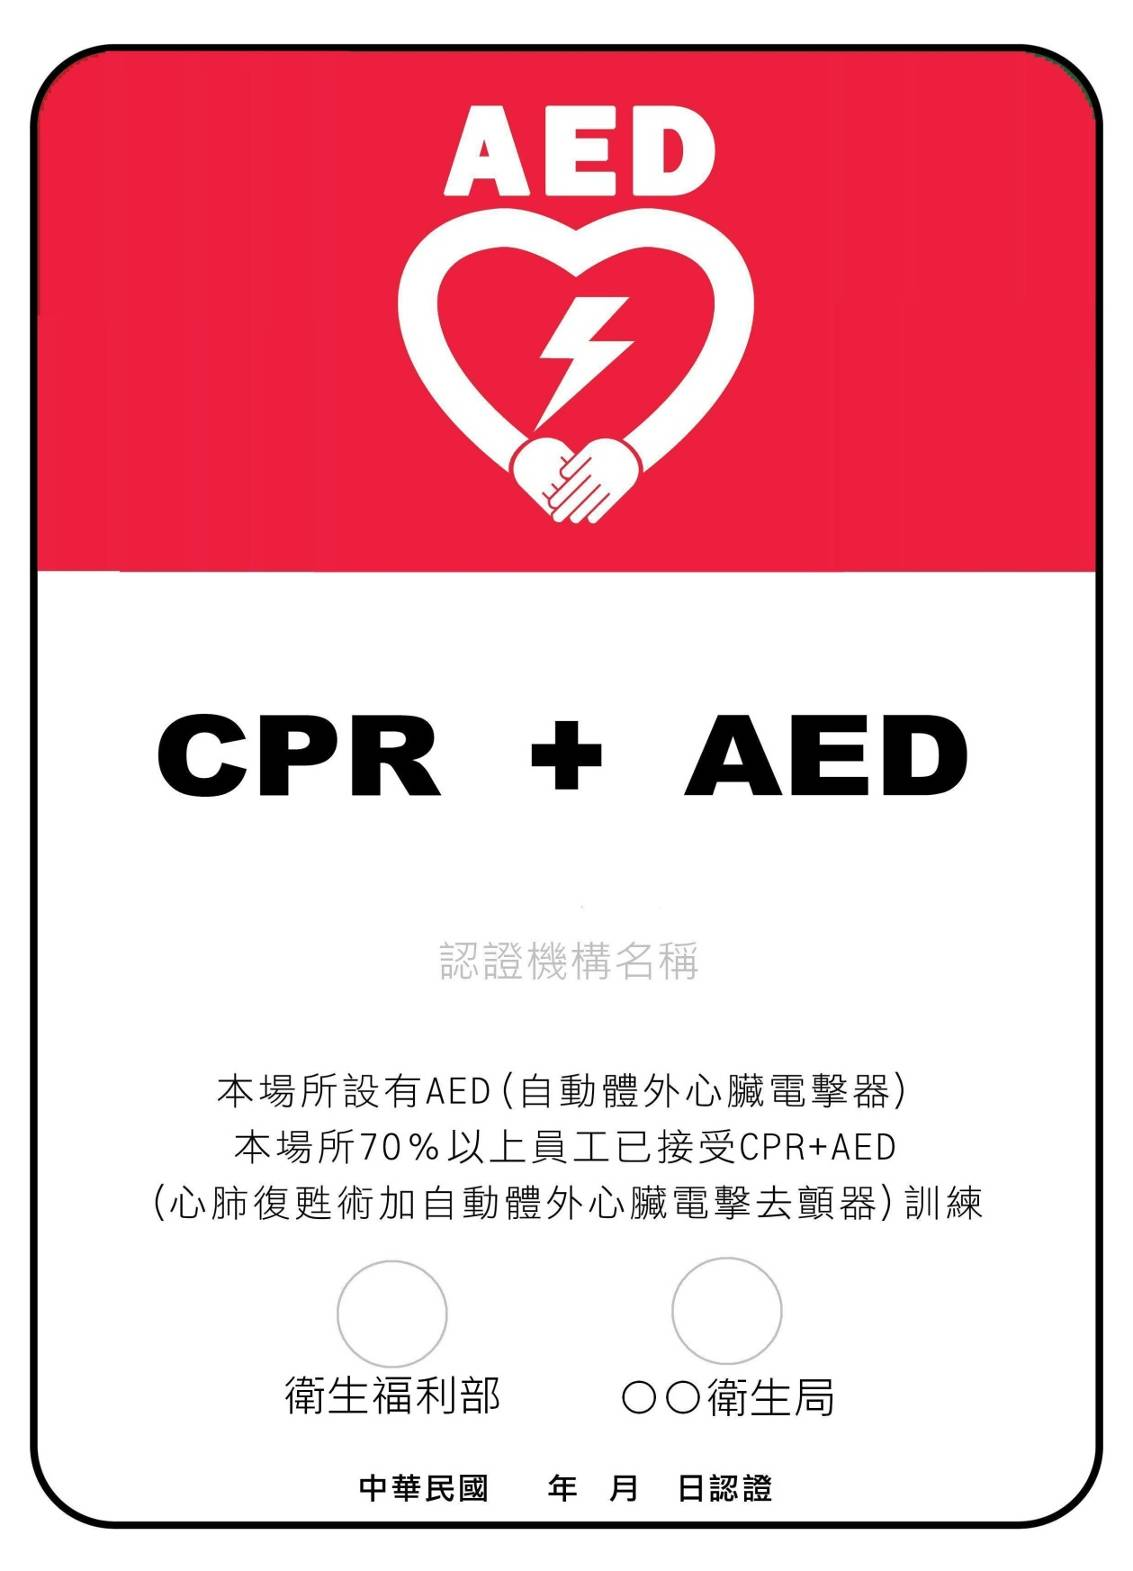 AED
CPR + AED
認證機構名稱
本場所設有AED(自動體外心臟電擊器)
本場所70%以上員工已接受CPR+AED
(心肺復甦術加自動體外心臟電擊去顫器)訓練
衛生福利部 ○○衛生局
中華民國 年 月 日認證